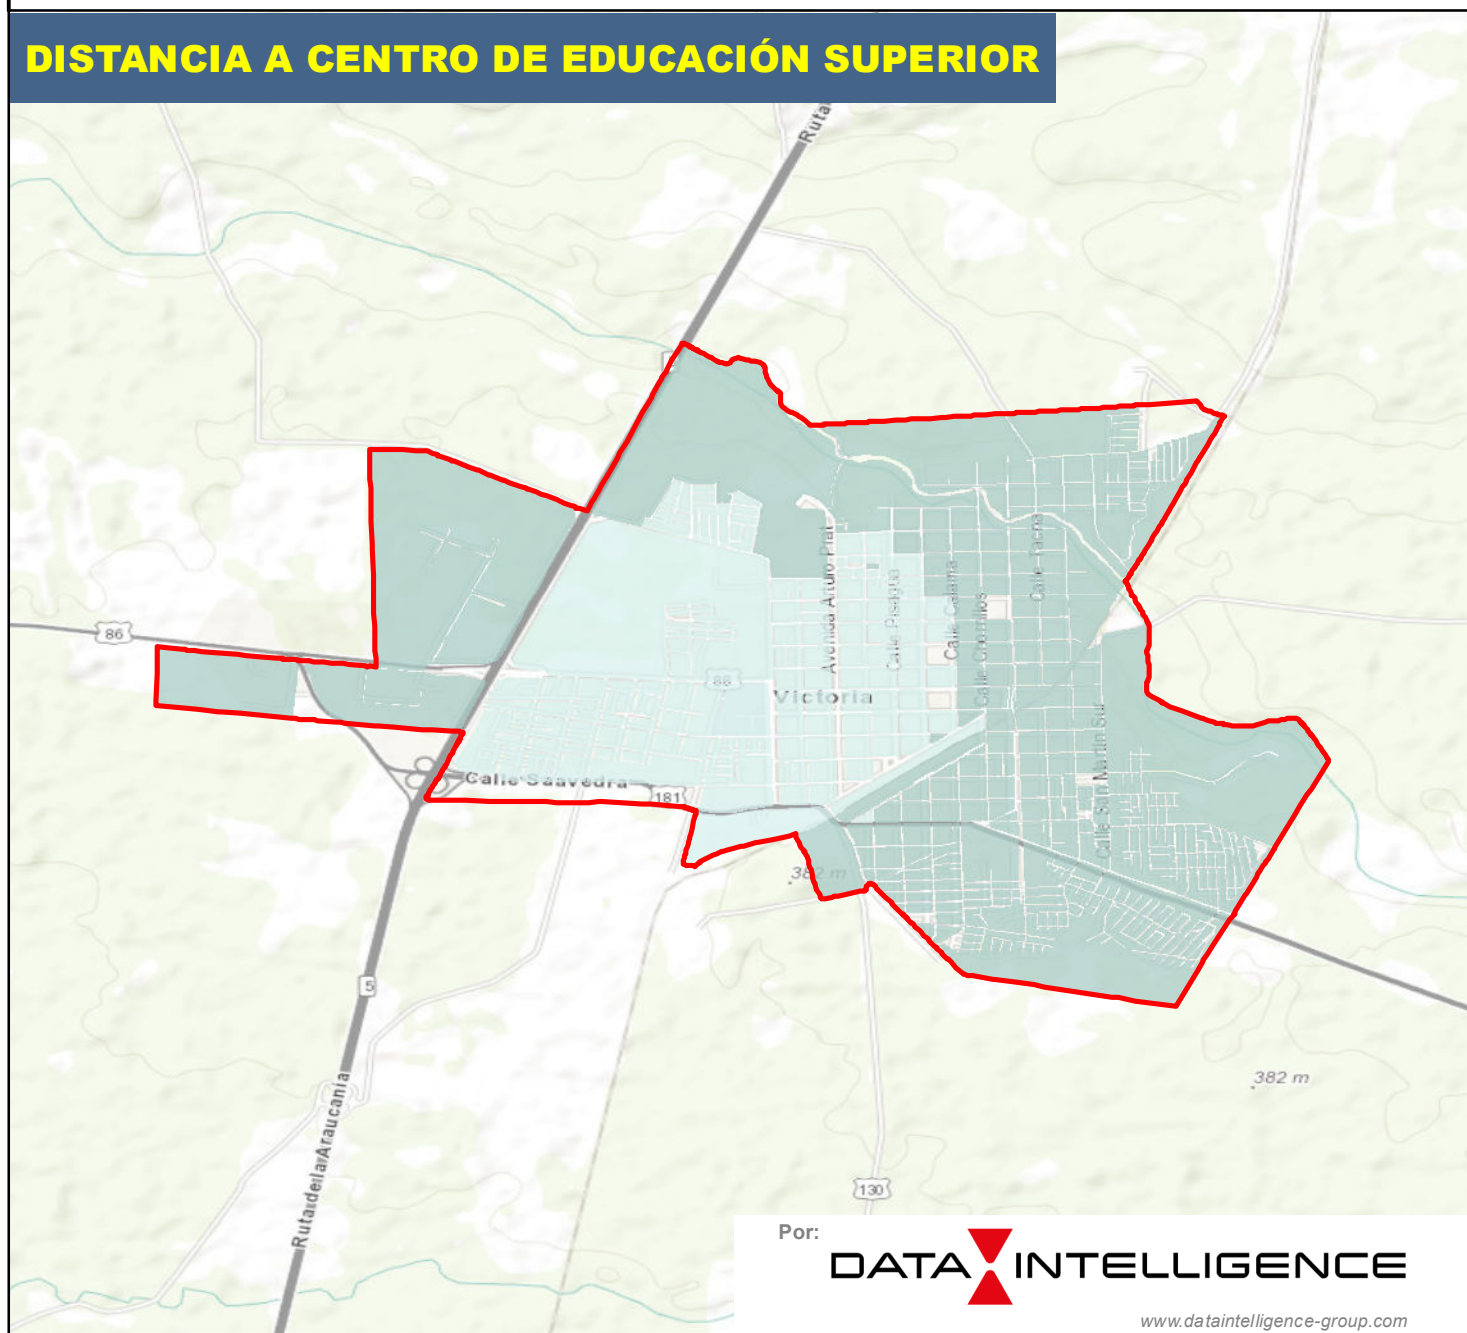 DISTANCIA A CENTRO DE EDUCACIÓN SUPERIOR
Ruta
86
Avenida Arturo Prat
Calle Pisagua
Calle Calama
Calle Chorrillos
Calle Tacna
88
Victoria
Calle San Martin Sur
Calle Saavedra
181
382 m
5
382 m
Ruta de la Araucanía
130
Por:
DATA INTELLIGENCE
www.dataintelligence-group.com